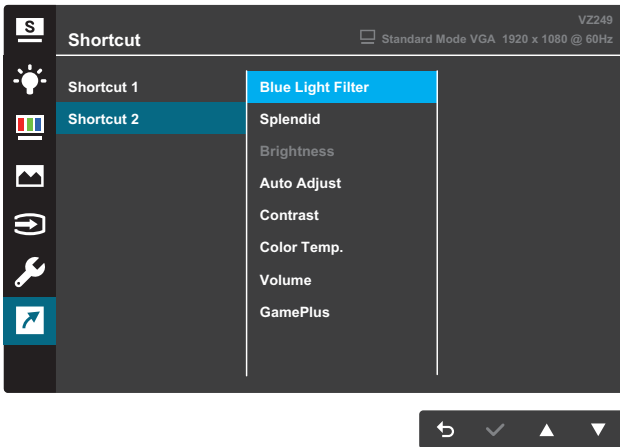 S
VZ249
Shortcut
Standard Mode VGA 1920 x 1080 @ 60Hz
Shortcut 1
Shortcut 2
Blue Light Filter
Splendid
Brightness
Auto Adjust
Contrast
Color Temp.
Volume
GamePlus